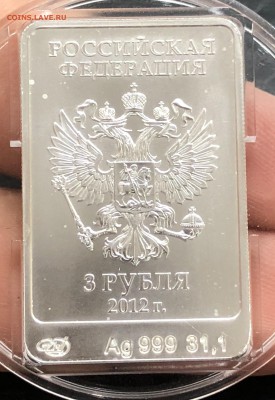 COINS.LAVE.RU
РОССИЙСКАЯ
ФЕДЕРАЦИЯ
3 РУБЛЯ
2012 г.
Ag 999 31,1